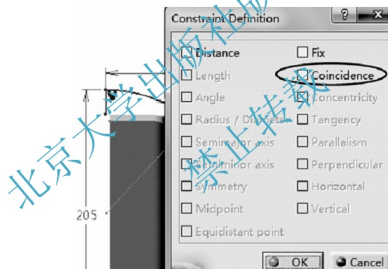 Constraint Definition
Distance
Fix
Length
Coincidence
Angle
Concentricity
Radius / Diameter
Tangency
Semimajor axis
Parallelism
Semiminor axis
Perpendicular
Symmetry
Horizontal
Midpoint
Vertical
Equidistant point
OK
Cancel
205
北京大学出版社版权
禁止转载